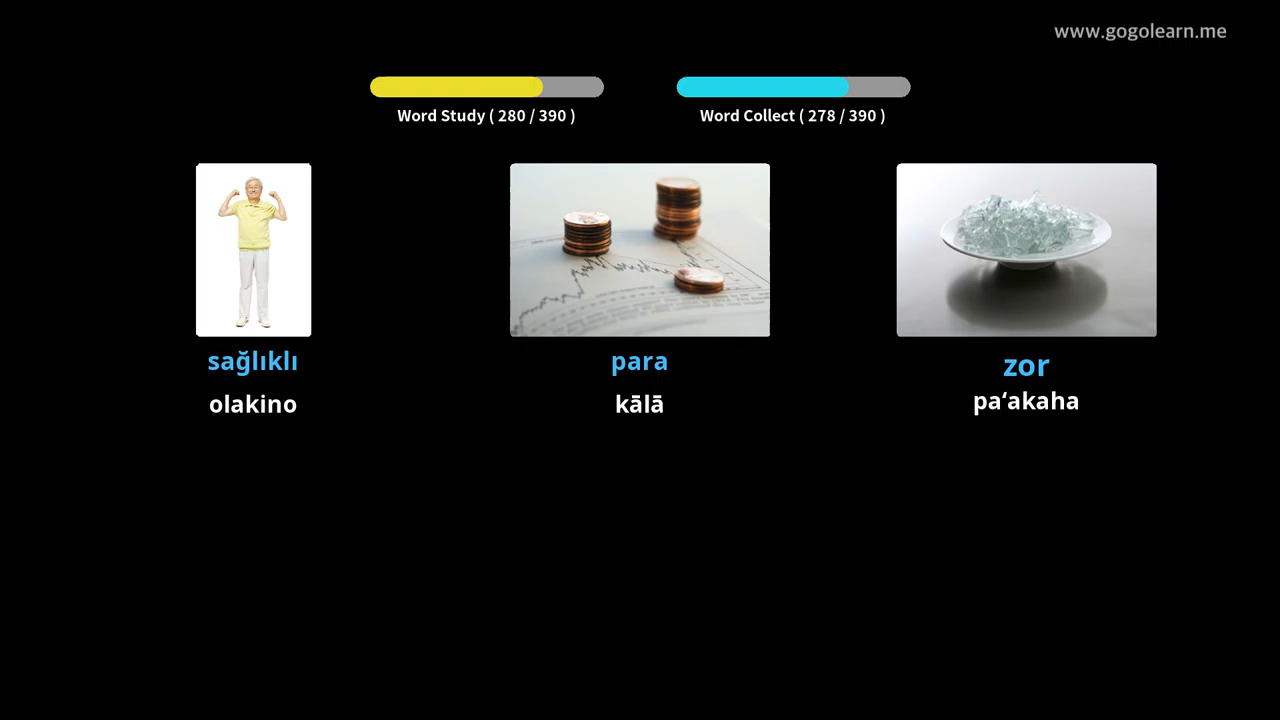 www.gogolearn.me
Word Study ( 280 / 390 )
Word Collect ( 278 / 390 )
sağlıklı
para
zor
olakino
kālā
paʻakaha